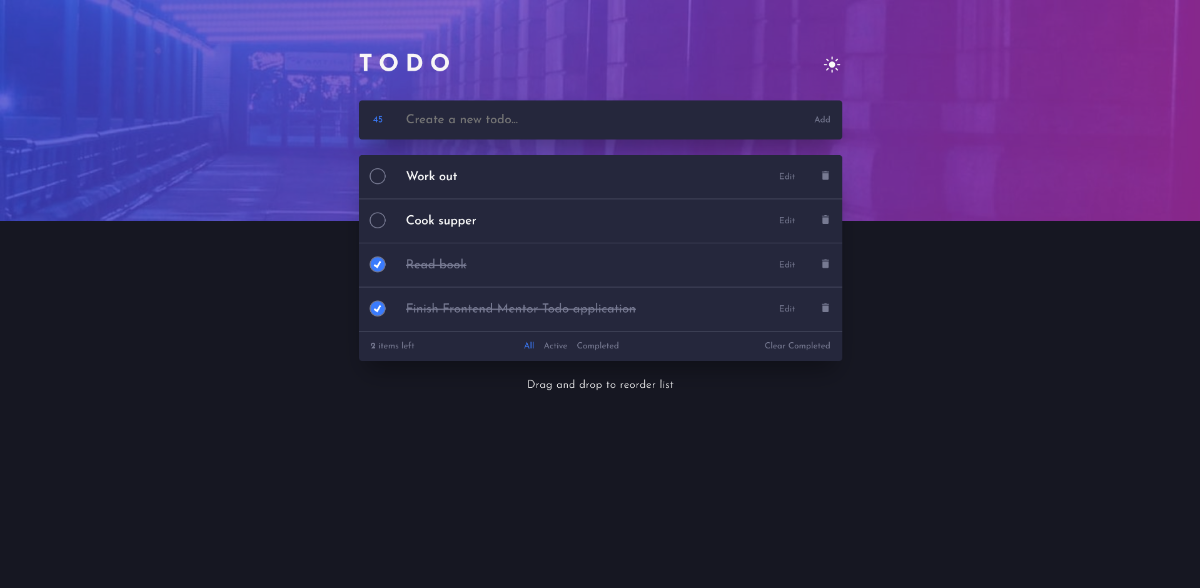 TODO
45 Create a new todo... Add
Work out Edit
Cook supper Edit
Read book Edit
Finish Frontend Mentor Todo application Edit
2 items left All Active Completed Clear Completed
Drag and drop to reorder list